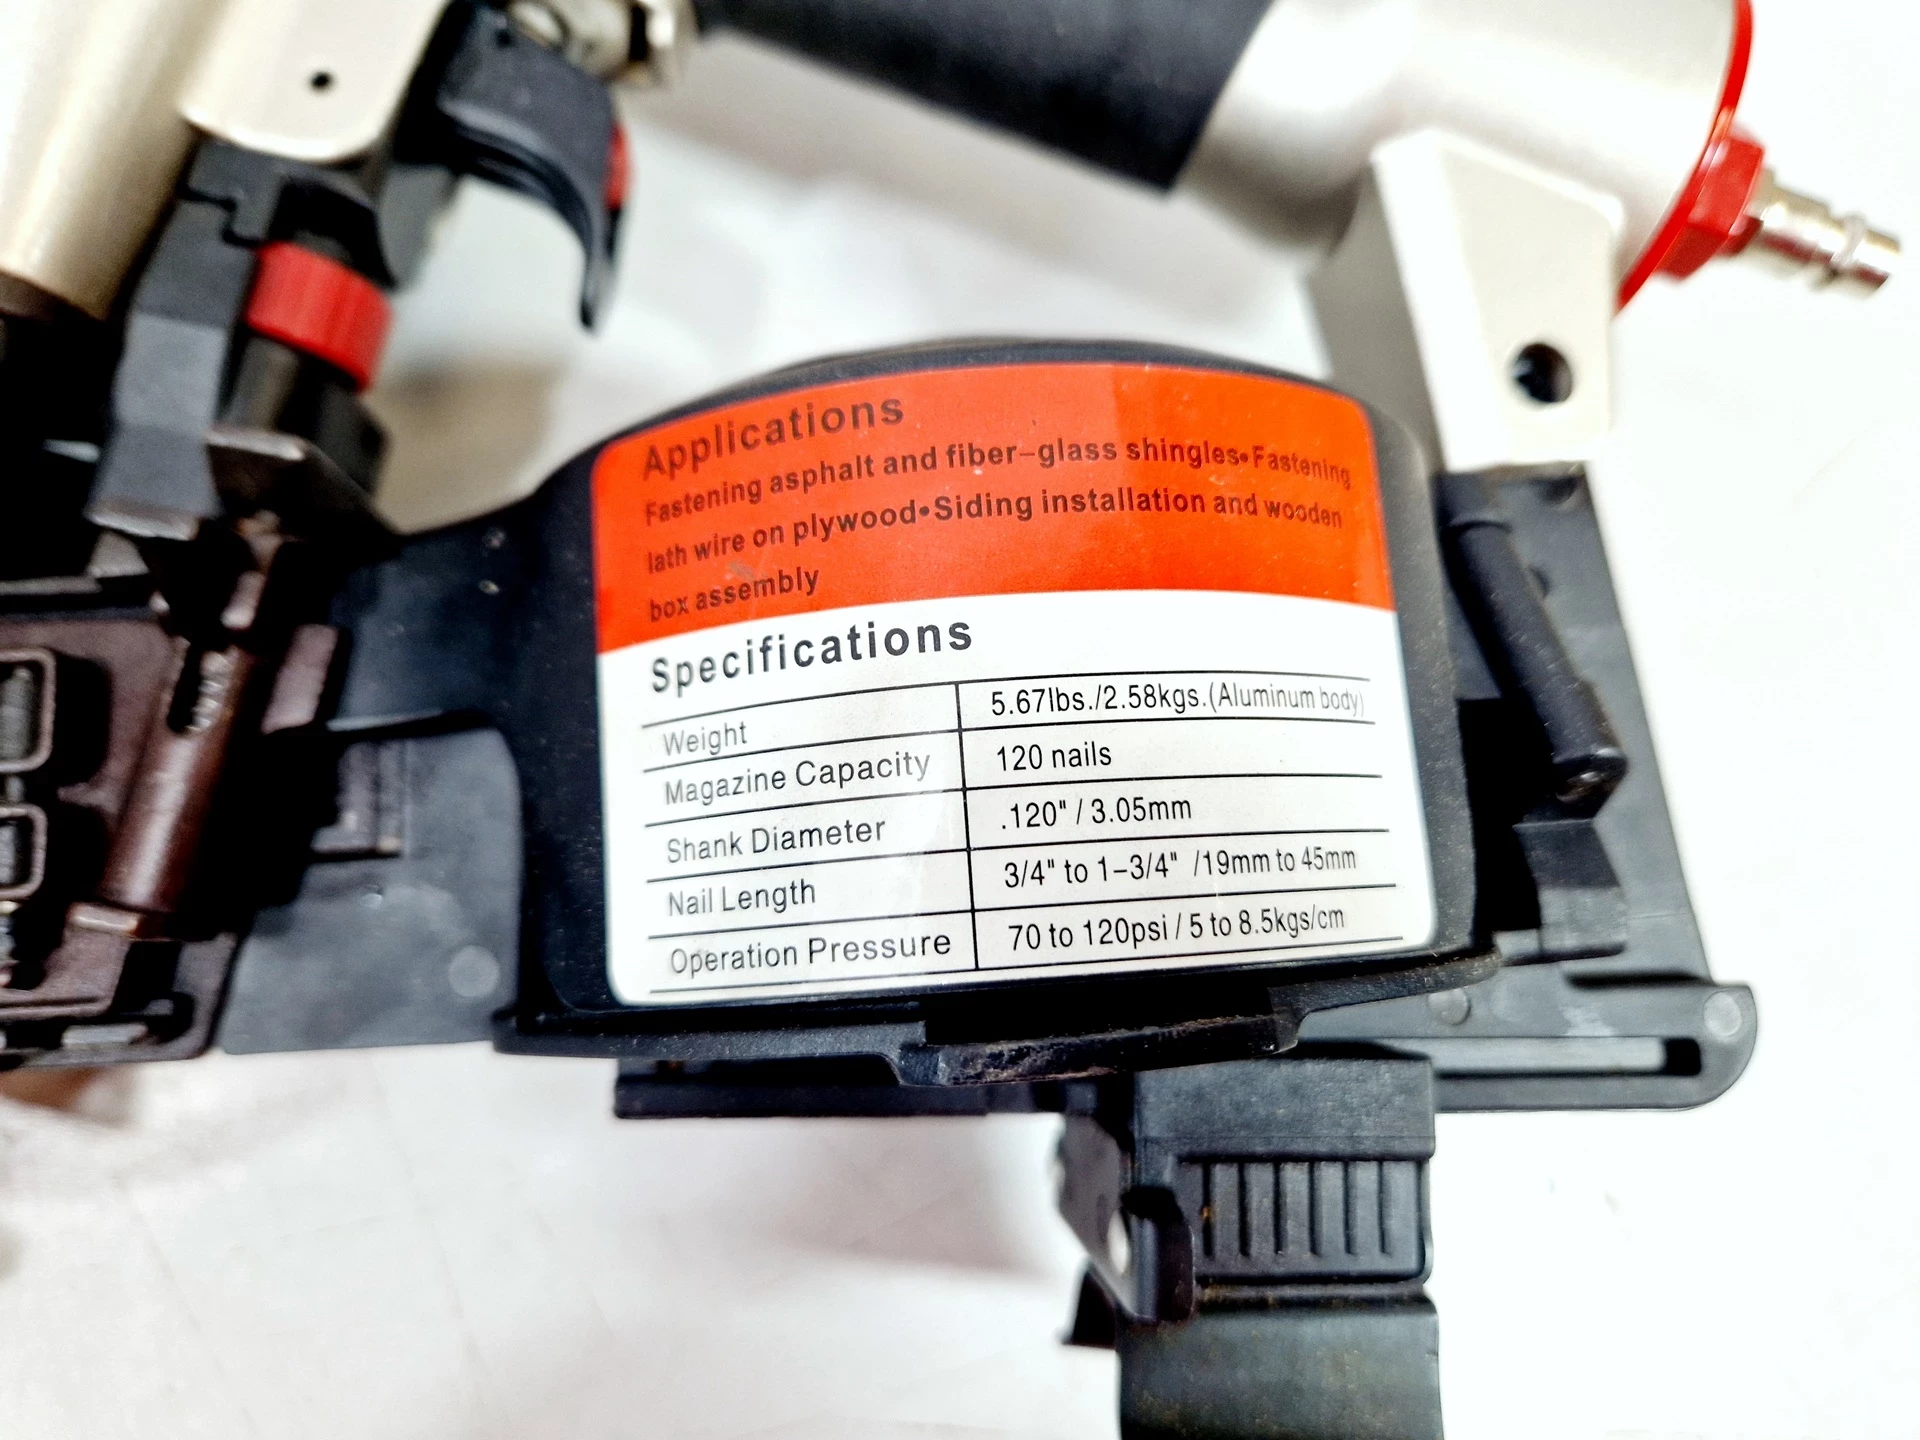 Applications
Fastening asphalt and fiber-glass shingles•Fastening
lath wire on plywood•Siding installation and wooden
box assembly
Specifications
Weight 5.67lbs./2.58kgs.(Aluminum body)
Magazine Capacity 120 nails
Shank Diameter .120" / 3.05mm
Nail Length 3/4" to 1-3/4" /19mm to 45mm
Operation Pressure 70 to 120psi / 5 to 8.5kgs/cm